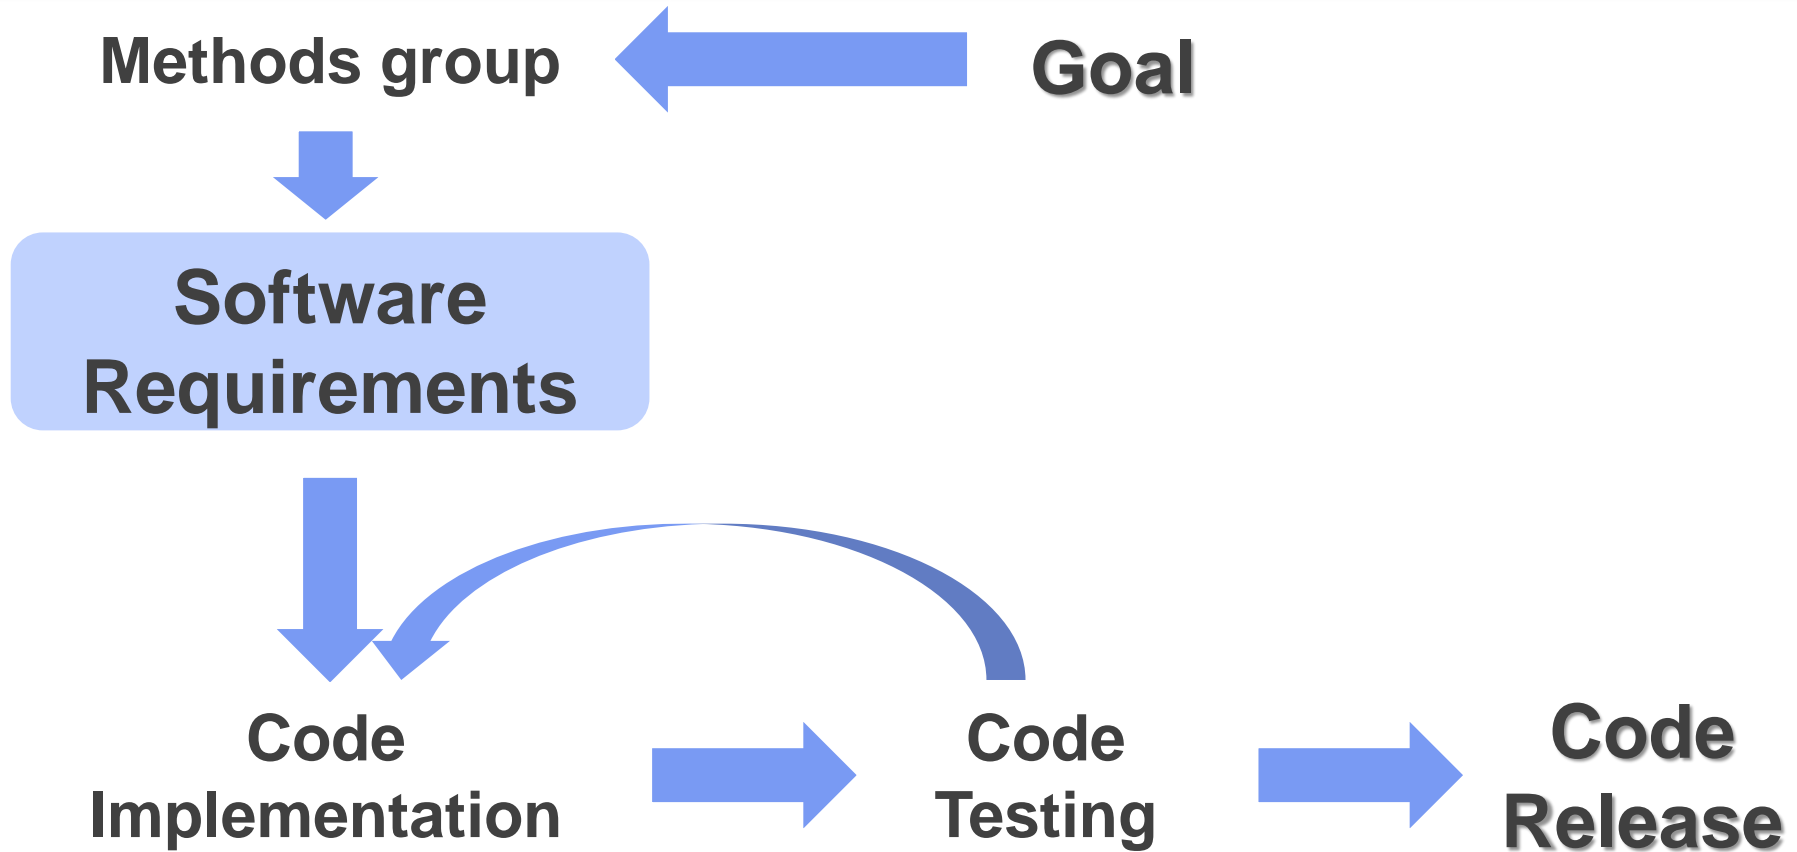 Methods group
Goal
Software
Requirements
Code
Implementation
Code
Testing
Code
Release